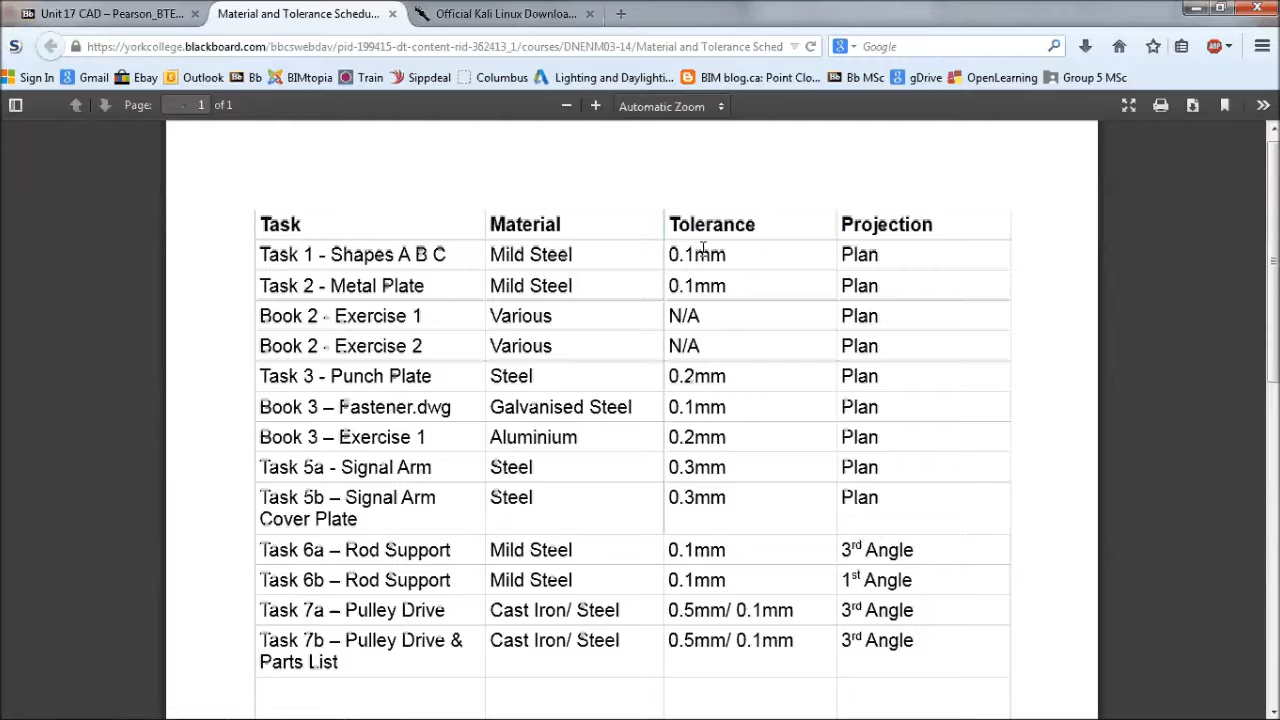 Unit 17 CAD – Pearson_BTE...
Material and Tolerance Schedu...
Official Kali Linux Downloa...
https://yorkcollege.blackboard.com/bbcswebdav/pid-199415-dt-content-rid-362413_1/courses/DNENM03-14/Material and Tolerance Sched
Google
Sign In Gmail Ebay Outlook Bb BIMtopia Train Sippdel Columbus Lighting and Daylighti... BIM blog.ca: Point Clo... Bb MSc gDrive OpenLearning Group 5 MSc
Page: 1 of 1 Automatic Zoom
Task Material Tolerance Projection
Task 1 - Shapes A B C Mild Steel 0.1mm Plan
Task 2 - Metal Plate Mild Steel 0.1mm Plan
Book 2 - Exercise 1 Various N/A Plan
Book 2 - Exercise 2 Various N/A Plan
Task 3 - Punch Plate Steel 0.2mm Plan
Book 3 – Fastener.dwg Galvanised Steel 0.1mm Plan
Book 3 – Exercise 1 Aluminium 0.2mm Plan
Task 5a - Signal Arm Steel 0.3mm Plan
Task 5b – Signal Arm Steel 0.3mm Plan
Cover Plate
Task 6a – Rod Support Mild Steel 0.1mm 3rd Angle
Task 6b – Rod Support Mild Steel 0.1mm 1st Angle
Task 7a – Pulley Drive Cast Iron/ Steel 0.5mm/ 0.1mm 3rd Angle
Task 7b – Pulley Drive & Cast Iron/ Steel 0.5mm/ 0.1mm 3rd Angle
Parts List